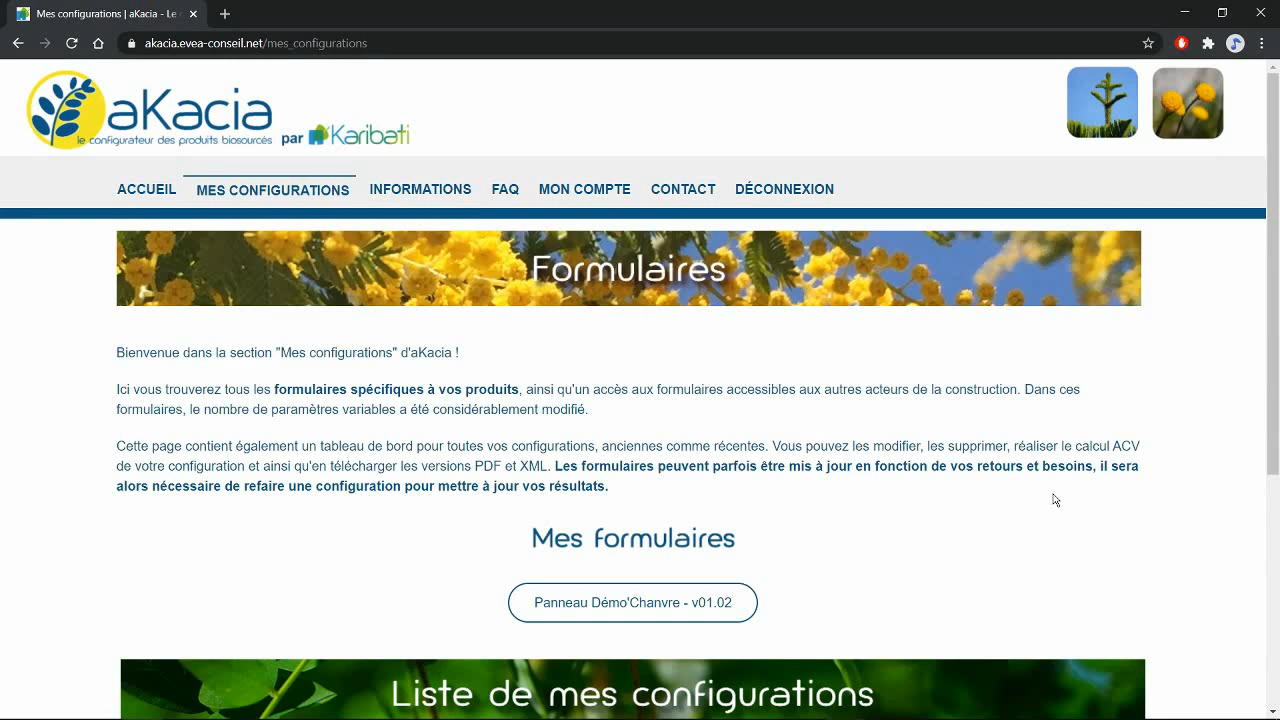 Mes configurations | aKacia - Le
akacia.evea-conseil.net/mes_configurations
aKacia
le configurateur des produits biosourcés
par Karibati
ACCUEIL MES CONFIGURATIONS INFORMATIONS FAQ MON COMPTE CONTACT DÉCONNEXION
Formulaires
Bienvenue dans la section "Mes configurations" d'aKacia !
Ici vous trouverez tous les formulaires spécifiques à vos produits, ainsi qu'un accès aux formulaires accessibles aux autres acteurs de la construction. Dans ces
formulaires, le nombre de paramètres variables a été considérablement modifié.
Cette page contient également un tableau de bord pour toutes vos configurations, anciennes comme récentes. Vous pouvez les modifier, les supprimer, réaliser le calcul ACV
de votre configuration et ainsi qu'en télécharger les versions PDF et XML. Les formulaires peuvent parfois être mis à jour en fonction de vos retours et besoins, il sera
alors nécessaire de refaire une configuration pour mettre à jour vos résultats.
Mes formulaires
Panneau Démo'Chanvre - v01.02
Liste de mes configurations